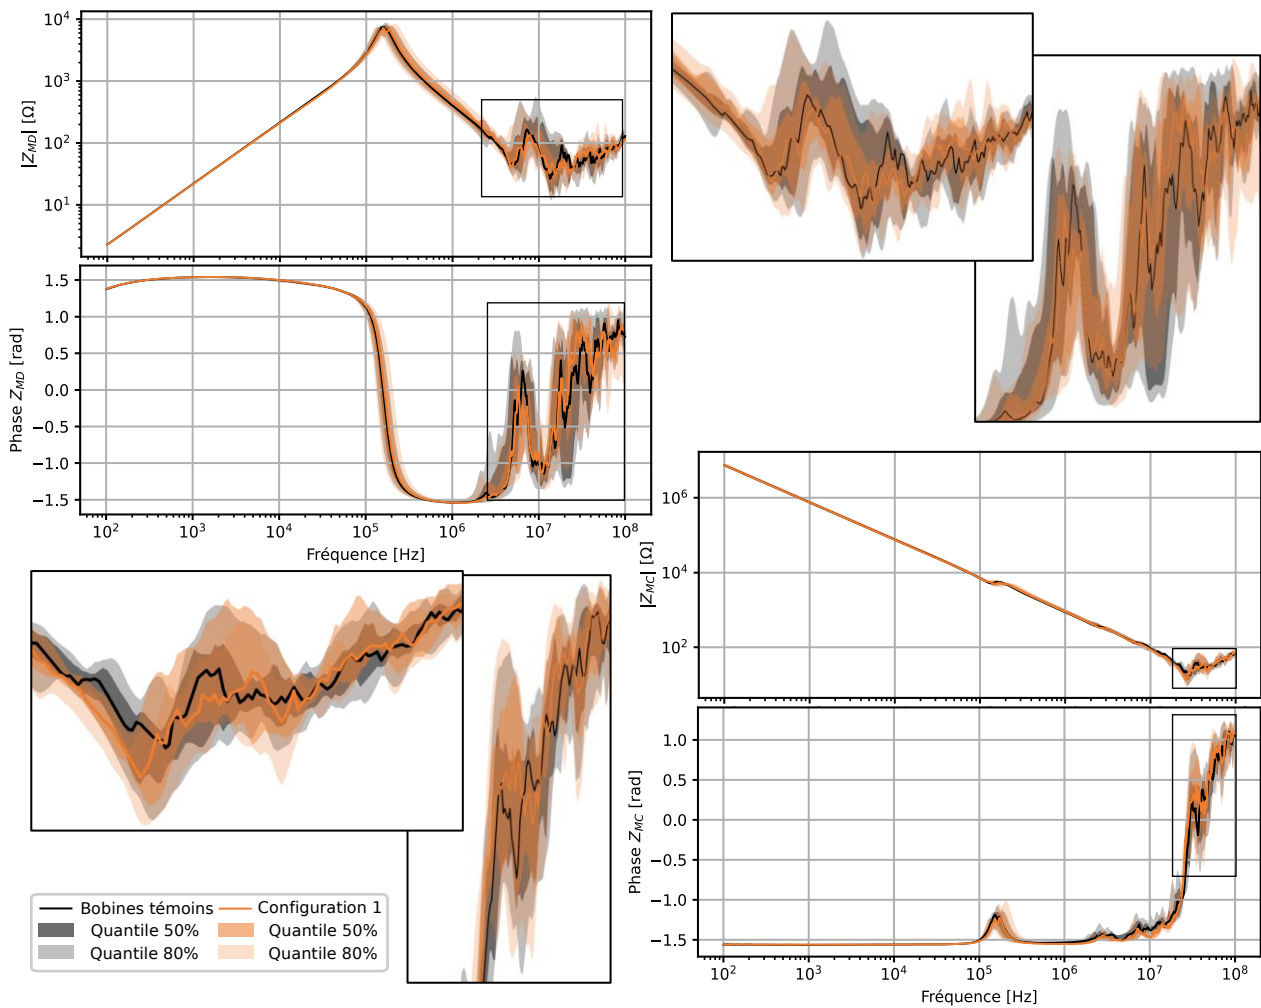 10⁴
10³
10²
10¹
|Z_MD| [Ω]
1.5
1.0
0.5
0.0
−0.5
−1.0
−1.5
Phase Z_MD [rad]
10² 10³ 10⁴ 10⁵ 10⁶ 10⁷ 10⁸
Fréquence [Hz]
10⁶
10⁴
10²
|Z_MC| [Ω]
1.0
0.5
0.0
−0.5
−1.0
−1.5
Phase Z_MC [rad]
10² 10³ 10⁴ 10⁵ 10⁶ 10⁷ 10⁸
Fréquence [Hz]
Bobines témoins Configuration 1
Quantile 50% Quantile 50%
Quantile 80% Quantile 80%